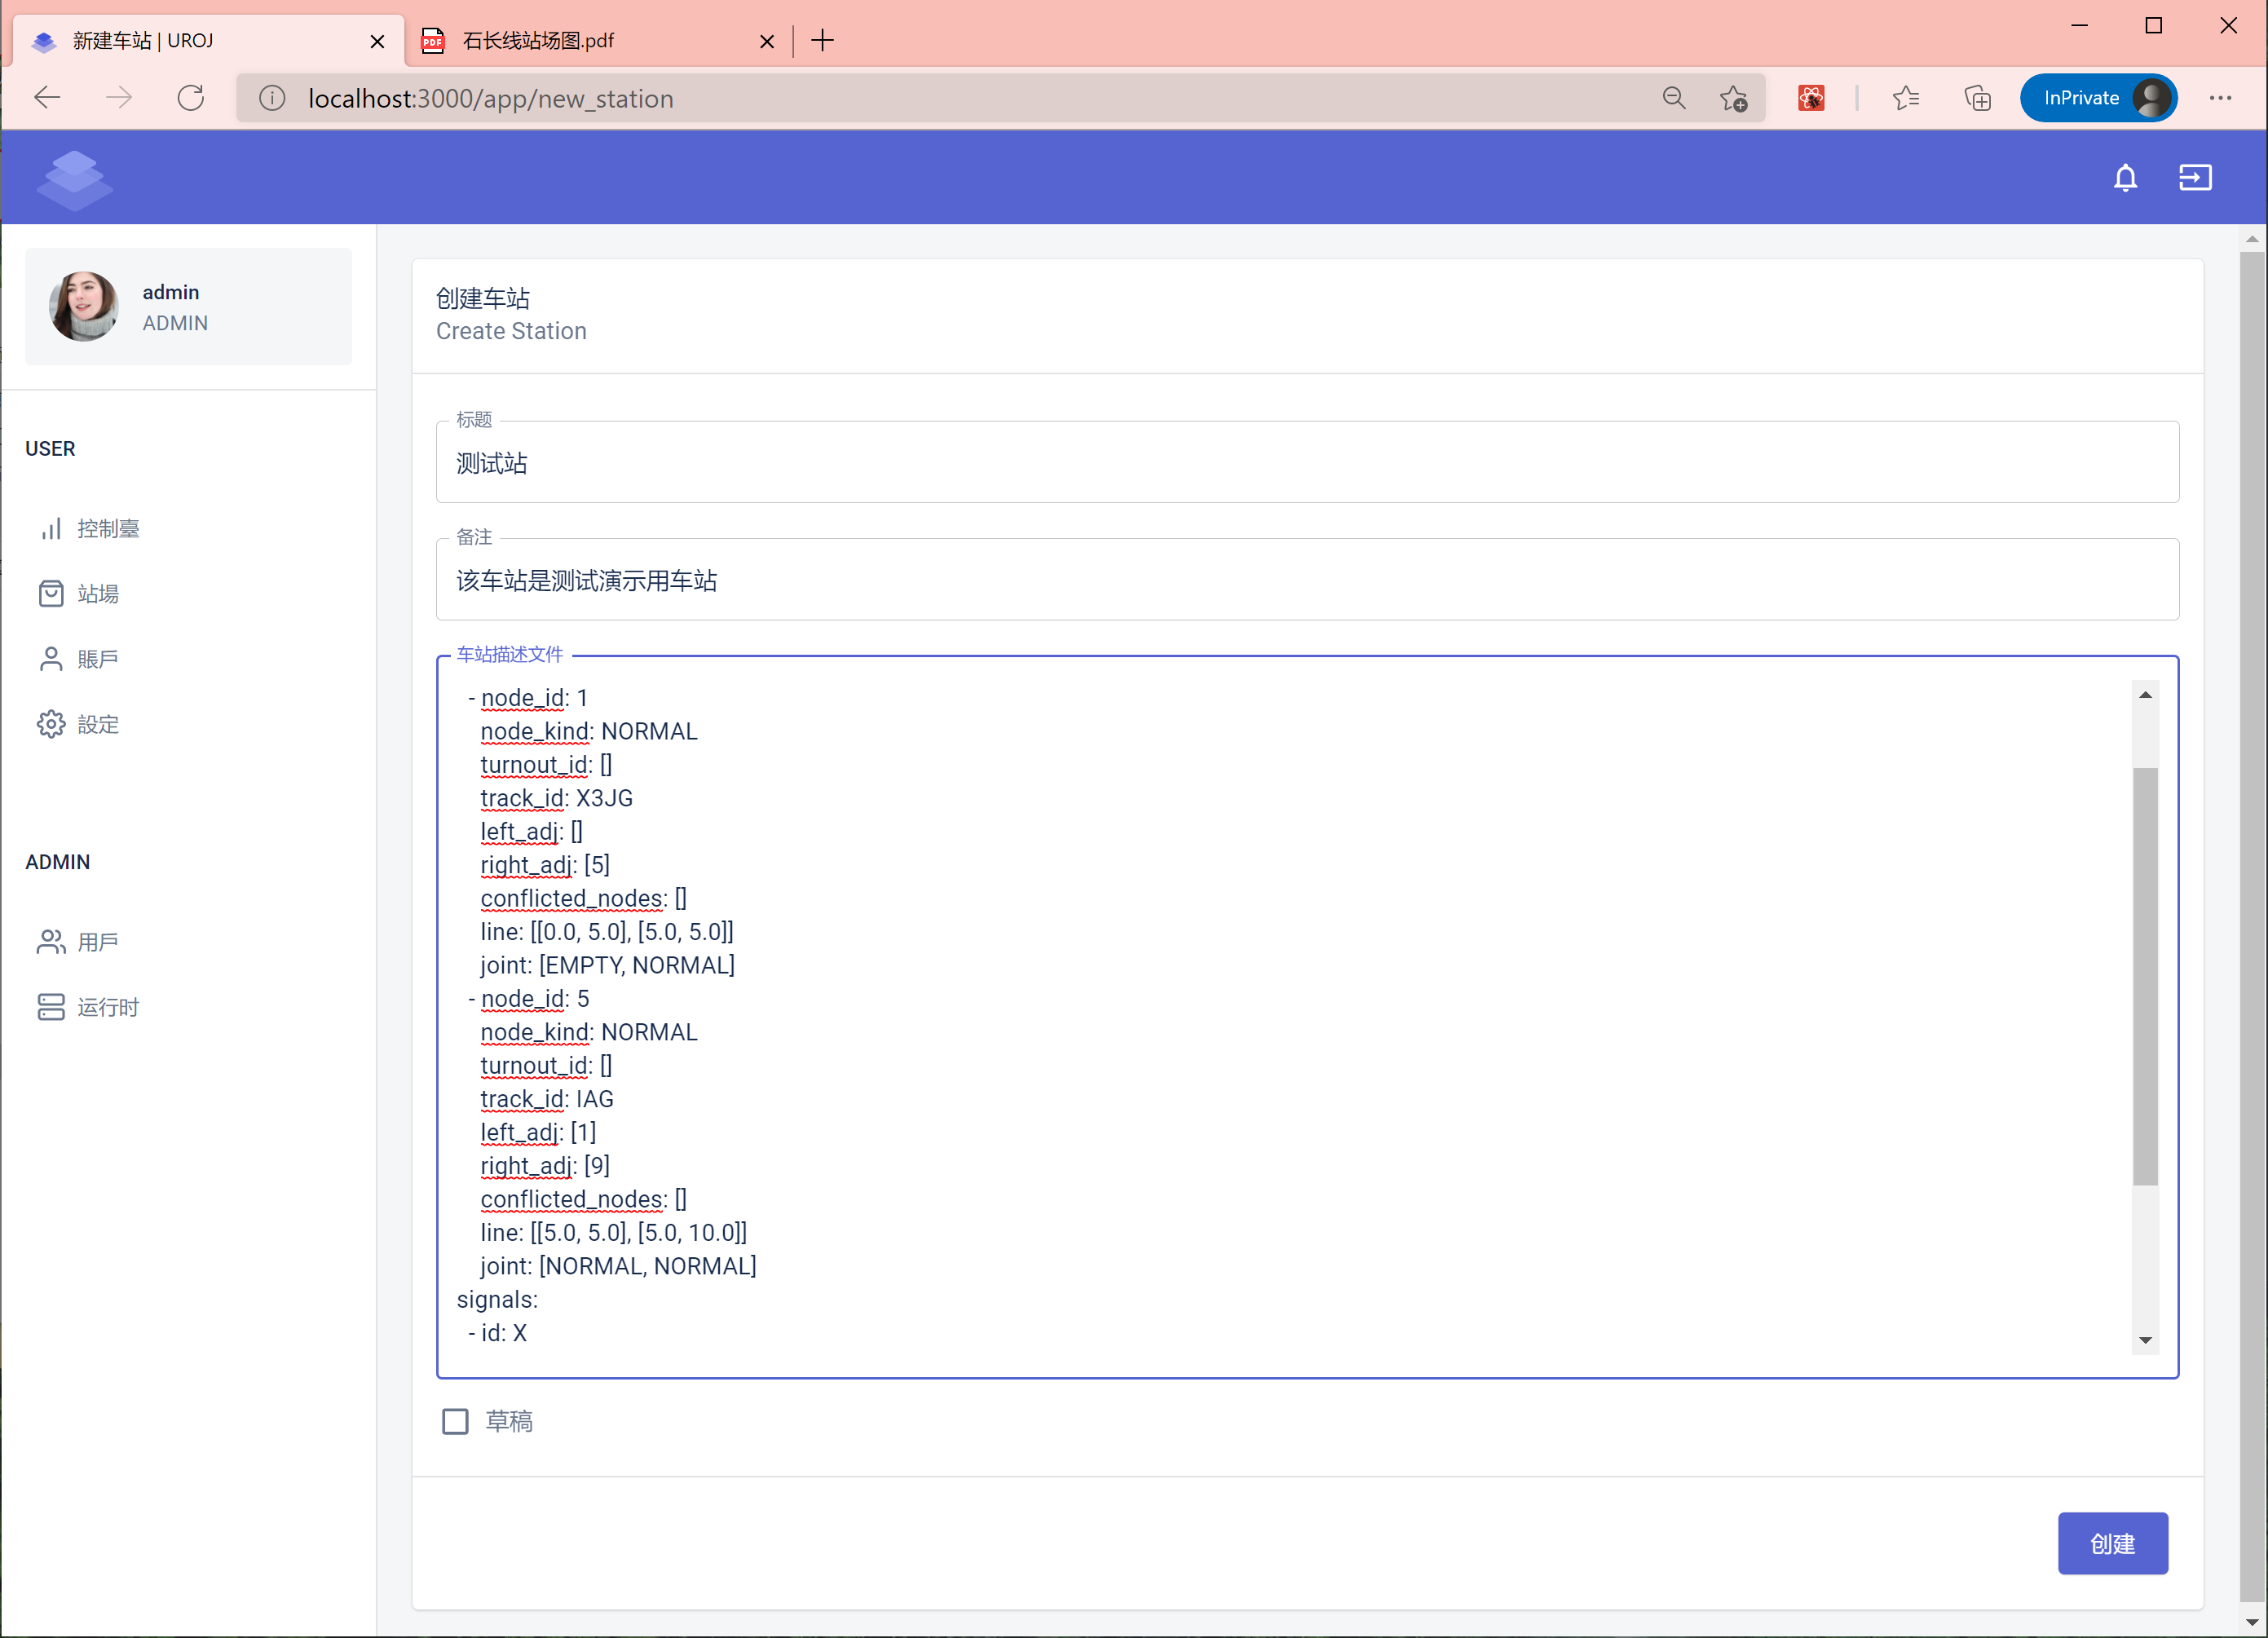 新建车站 | UROJ
石长线站场图.pdf
localhost:3000/app/new_station
InPrivate
admin
ADMIN
USER
控制臺
站場
賬戶
設定
ADMIN
用戶
运行时
创建车站
Create Station
标题
测试站
备注
该车站是测试演示用车站
车站描述文件
- node_id: 1
node_kind: NORMAL
turnout_id: []
track_id: X3JG
left_adj: []
right_adj: [5]
conflicted_nodes: []
line: [[0.0, 5.0], [5.0, 5.0]]
joint: [EMPTY, NORMAL]
- node_id: 5
node_kind: NORMAL
turnout_id: []
track_id: IAG
left_adj: [1]
right_adj: [9]
conflicted_nodes: []
line: [[5.0, 5.0], [5.0, 10.0]]
joint: [NORMAL, NORMAL]
signals:
- id: X
草稿
创建